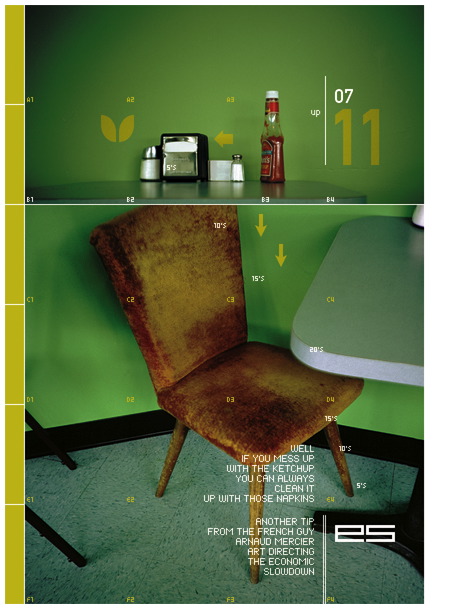 07
up
11
A1 A2 A3
5'S
B1 B2 B3 B4
10'S
15'S
C1 C2 C3 C4
20'S
D1 D2 D3 D4
15'S
10'S
5'S
WELL
IF YOU MESS UP
WITH THE KETCHUP
YOU CAN ALWAYS
CLEAN IT
UP WITH THOSE NAPKINS
E1 E2
ANOTHER TIP.
FROM THE FRENCH GUY
ARNAUD MERCIER
ART DIRECTING
THE ECONOMIC
SLOWDOWN
es
F1 F2 F3 F4